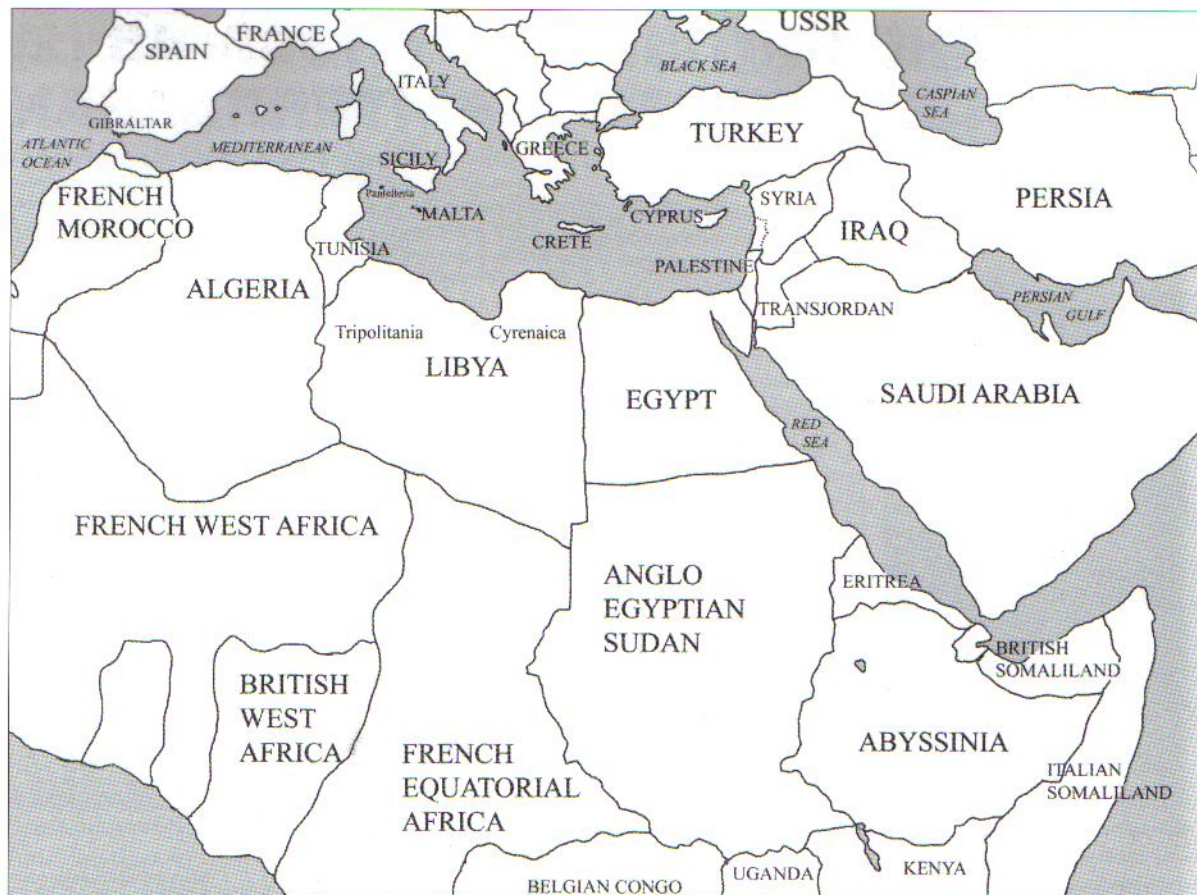 USSR
FRANCE
SPAIN
BLACK SEA
ITALY
CASPIAN
SEA
GIBRALTAR
TURKEY
ATLANTIC
OCEAN
MEDITERRANEAN
GREECE
SICILY
Pantelleria
FRENCH
MOROCCO
MALTA
CYPRUS
SYRIA
PERSIA
IRAQ
CRETE
TUNISIA
PALESTINE
ALGERIA
PERSIAN
GULF
TRANSJORDAN
Tripolitania
Cyrenaica
LIBYA
EGYPT
SAUDI ARABIA
RED
SEA
FRENCH WEST AFRICA
ANGLO
EGYPTIAN
SUDAN
ERITREA
BRITISH
SOMALILAND
BRITISH
WEST
AFRICA
ABYSSINIA
FRENCH
EQUATORIAL
AFRICA
ITALIAN
SOMALILAND
UGANDA
KENYA
BELGIAN CONGO